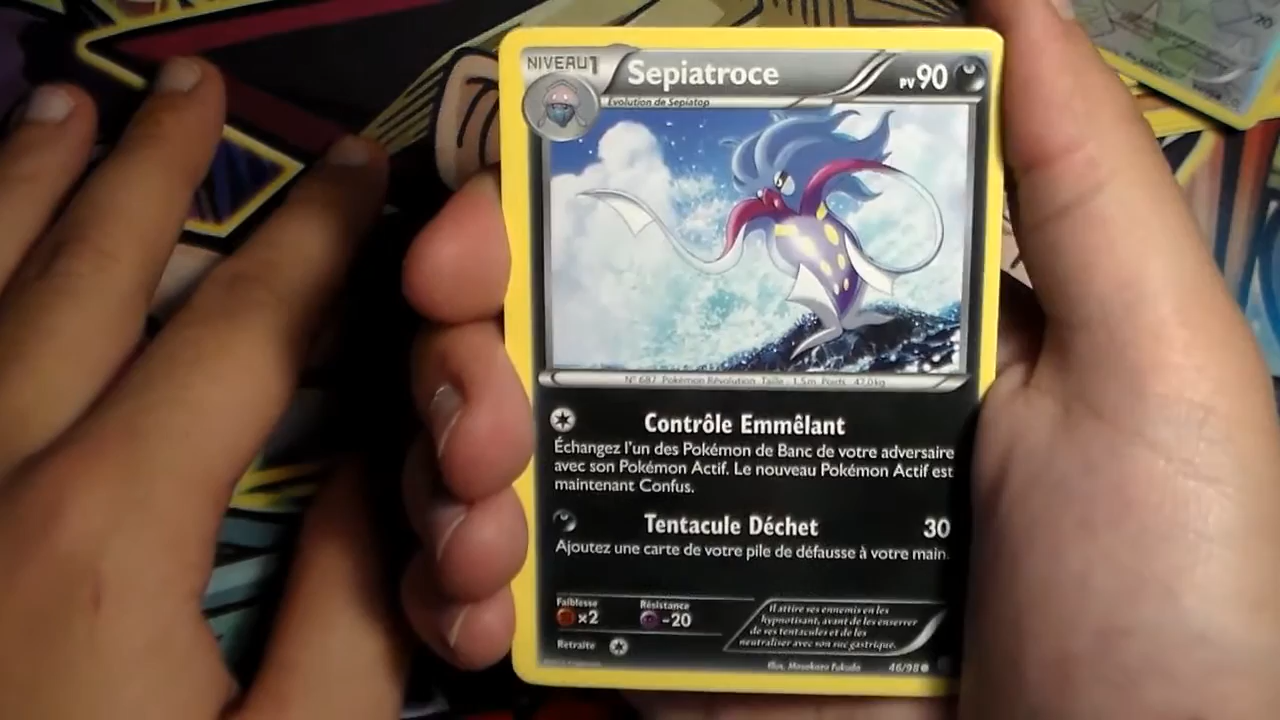 NIVEAU 1
Sepiatroce
PV 90
Évolution de Sepiatop
N° 687 Pokémon Révolution Taille : 1,5m Poids : 47,0kg
Contrôle Emmêlant
Échangez l'un des Pokémon de Banc de votre adversaire
avec son Pokémon Actif. Le nouveau Pokémon Actif est
maintenant Confus.
Tentacule Déchet 30
Ajoutez une carte de votre pile de défausse à votre main.
Faiblesse
×2
Résistance
-20
Retraite
Il attire ses ennemis en les
hypnotisant, avant de les enserrer
de ses tentacules et de les
neutraliser avec son suc gastrique.
Illus. Masakazu Fukuda
46/98